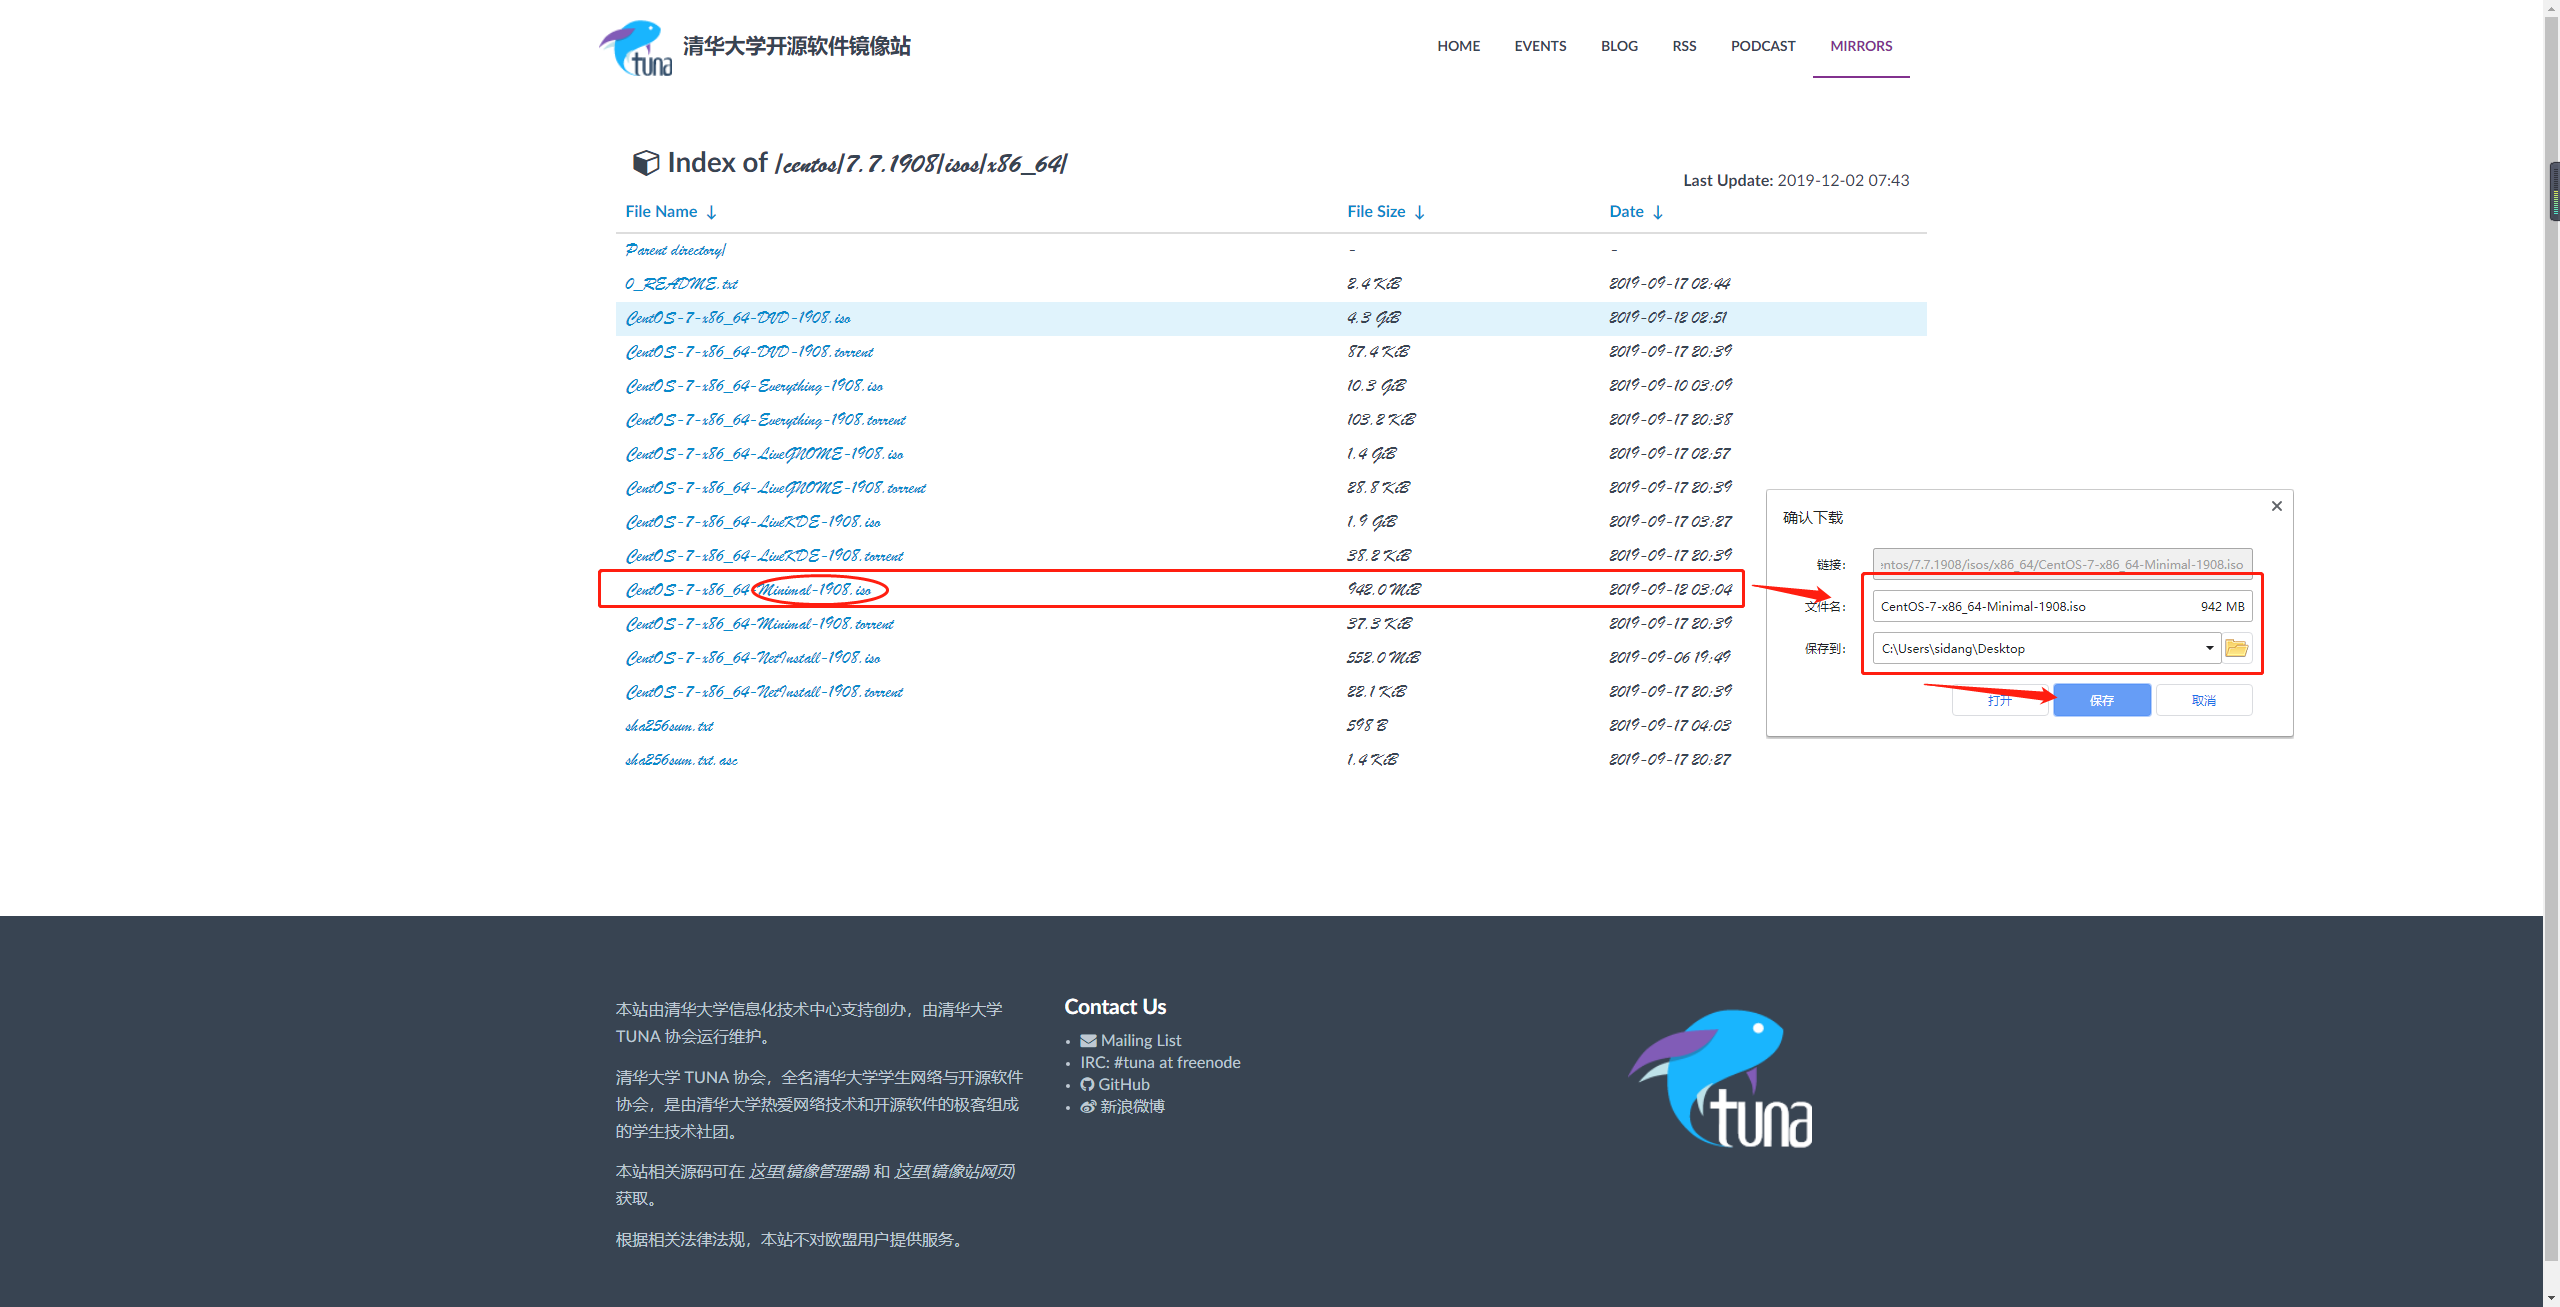 tuna 清华大学开源软件镜像站
HOME EVENTS BLOG RSS PODCAST MIRRORS
Index of /centos/7.7.1908/isos/x86_64/
Last Update: 2019-12-02 07:43
File Name ↓ File Size ↓ Date ↓
Parent directory/ - -
0_README.txt 2.4 KiB 2019-09-17 02:44
CentOS-7-x86_64-DVD-1908.iso 4.3 GiB 2019-09-12 02:51
CentOS-7-x86_64-DVD-1908.torrent 87.4 KiB 2019-09-17 20:39
CentOS-7-x86_64-Everything-1908.iso 10.3 GiB 2019-09-10 03:09
CentOS-7-x86_64-Everything-1908.torrent 103.2 KiB 2019-09-17 20:38
CentOS-7-x86_64-LiveGNOME-1908.iso 1.4 GiB 2019-09-17 02:57
CentOS-7-x86_64-LiveGNOME-1908.torrent 28.8 KiB 2019-09-17 20:39
CentOS-7-x86_64-LiveKDE-1908.iso 1.9 GiB 2019-09-17 03:27
CentOS-7-x86_64-LiveKDE-1908.torrent 38.2 KiB 2019-09-17 20:39
CentOS-7-x86_64-Minimal-1908.iso 942.0 MiB 2019-09-12 03:04
CentOS-7-x86_64-Minimal-1908.torrent 37.3 KiB 2019-09-17 20:39
CentOS-7-x86_64-NetInstall-1908.iso 552.0 MiB 2019-09-06 19:49
CentOS-7-x86_64-NetInstall-1908.torrent 22.1 KiB 2019-09-17 20:39
sha256sum.txt 598 B 2019-09-17 04:03
sha256sum.txt.asc 1.4 KiB 2019-09-17 20:27
确认下载
链接： entos/7.7.1908/isos/x86_64/CentOS-7-x86_64-Minimal-1908.iso
文件名： CentOS-7-x86_64-Minimal-1908.iso 942 MB
保存到： C:\Users\sidang\Desktop
打开 保存 取消
本站由清华大学信息化技术中心支持创办，由清华大学
TUNA 协会运行维护。
清华大学 TUNA 协会，全名清华大学学生网络与开源软件
协会，是由清华大学热爱网络技术和开源软件的极客组成
的学生技术社团。
本站相关源码可在 这里(镜像管理器) 和 这里(镜像站网页)
获取。
根据相关法律法规，本站不对欧盟用户提供服务。
Contact Us
Mailing List
IRC: #tuna at freenode
GitHub
新浪微博
tuna